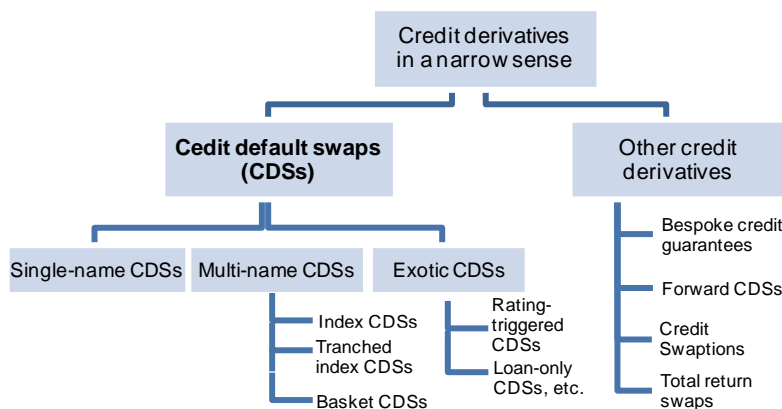 Credit derivatives
in a narrow sense
Cedit default swaps
(CDSs)
Other credit
derivatives
Single-name CDSs
Multi-name CDSs
Exotic CDSs
Index CDSs
Tranched
index CDSs
Basket CDSs
Rating-
triggered
CDSs
Loan-only
CDSs, etc.
Bespoke credit
guarantees
Forward CDSs
Credit
Swaptions
Total return
swaps